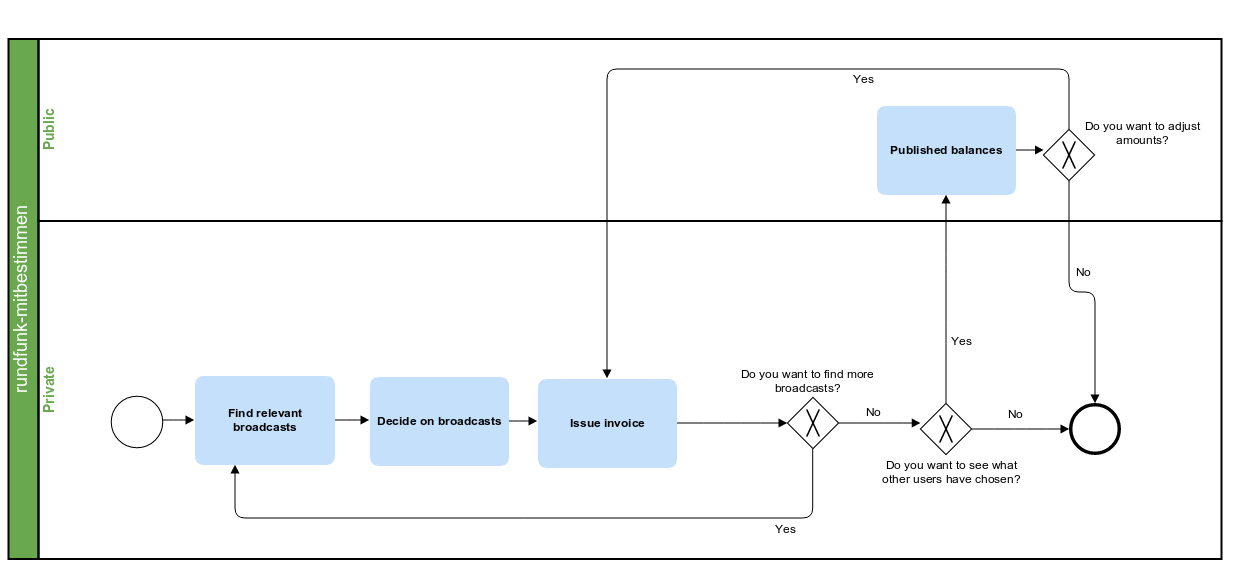 rundfunk-mitbestimmen
Public
Yes
Do you want to adjust
amounts?
Published balances
No
Private
Yes
Do you want to find more
broadcasts?
Find relevant
broadcasts
Decide on broadcasts
Issue invoice
No
No
Do you want to see what
other users have chosen?
Yes